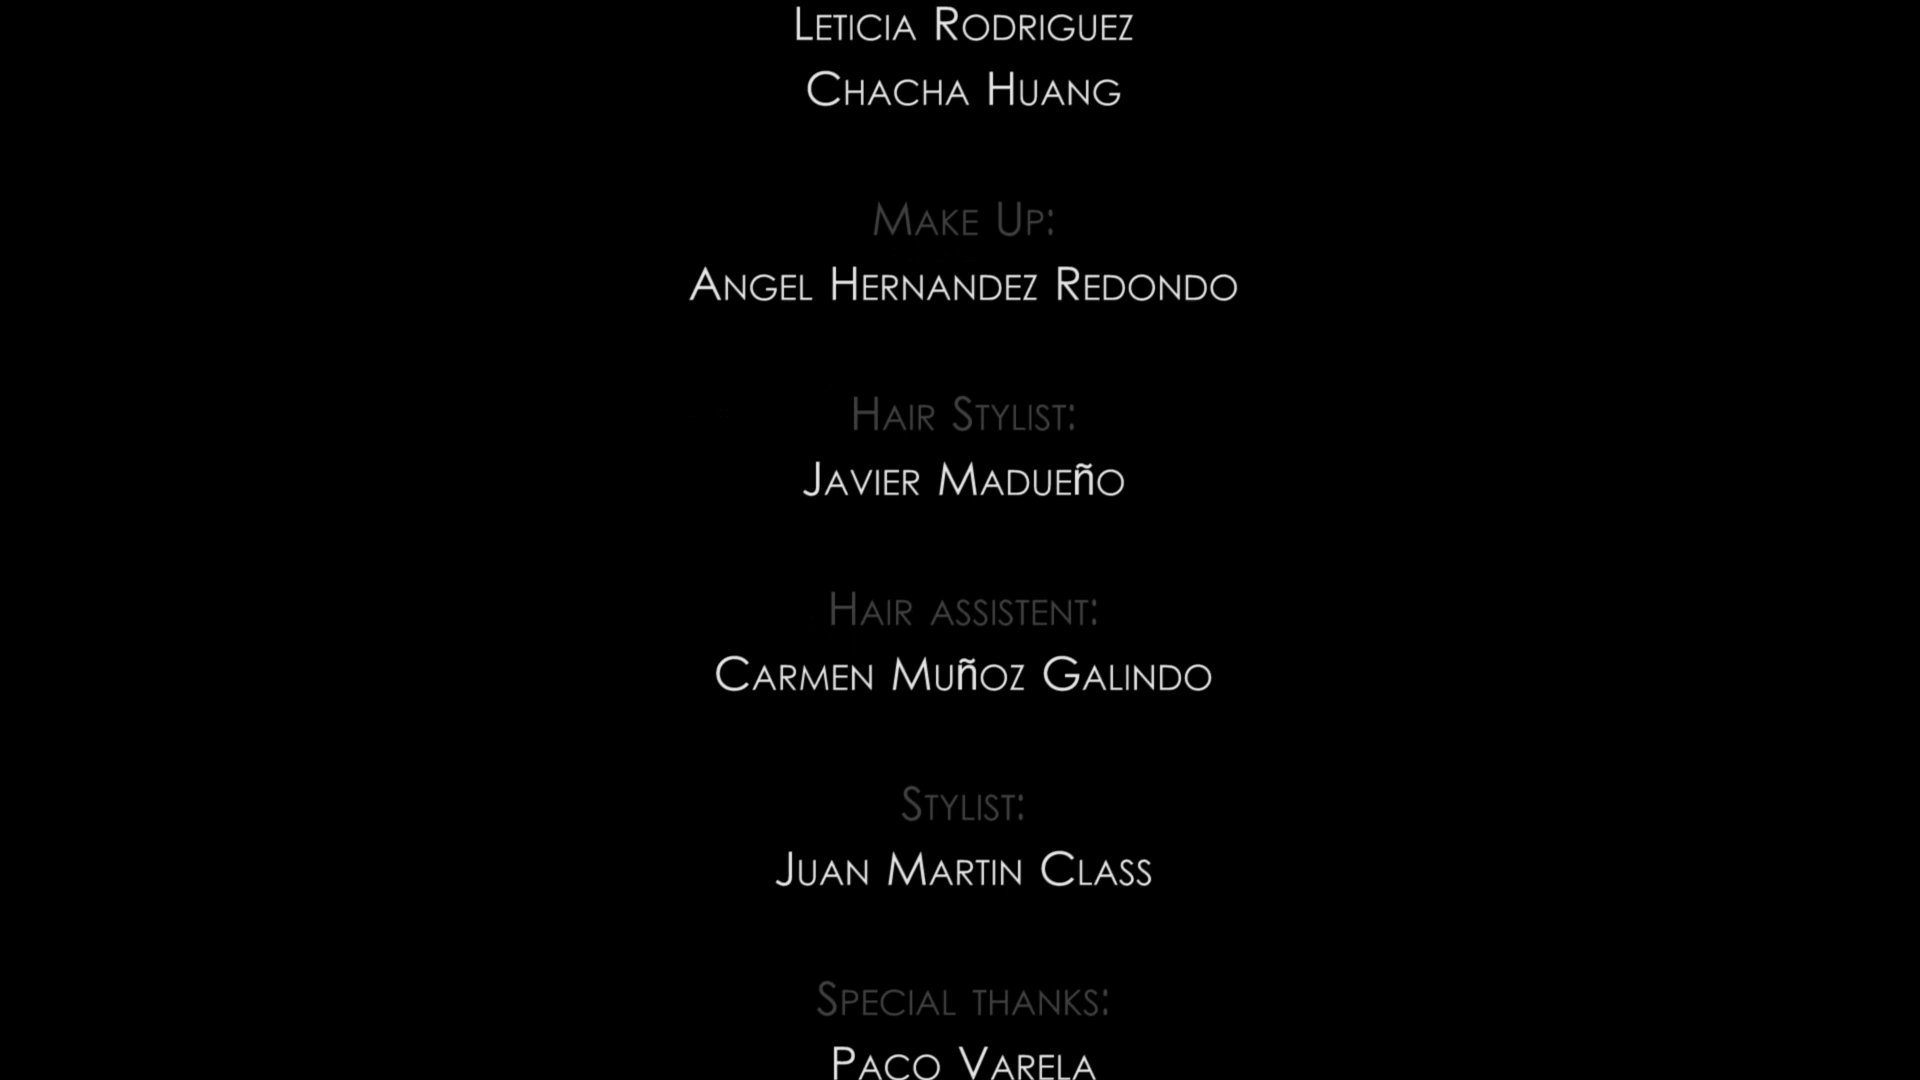 Leticia Rodriguez
Chacha Huang
Make Up:
Angel Hernandez Redondo
Hair Stylist:
Javier Madueño
Hair assistent:
Carmen Muñoz Galindo
Stylist:
Juan Martin Class
Special thanks:
Paco Varela